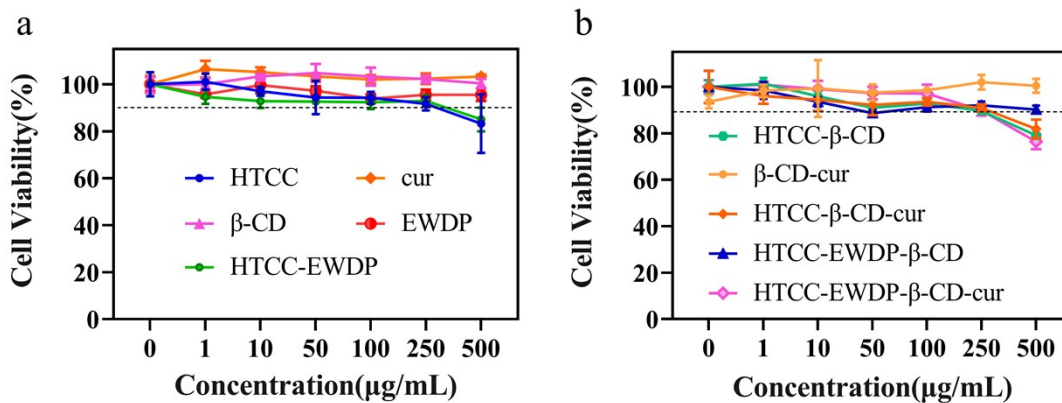 a
Cell Viability(%)
100
80
60
40
20
0
HTCC
cur
β-CD
EWDP
HTCC-EWDP
0 1 10 50 100 250 500
Concentration(μg/mL)
b
Cell Viability(%)
100
80
60
40
20
0
HTCC-β-CD
β-CD-cur
HTCC-β-CD-cur
HTCC-EWDP-β-CD
HTCC-EWDP-β-CD-cur
0 1 10 50 100 250 500
Concentration(μg/mL)